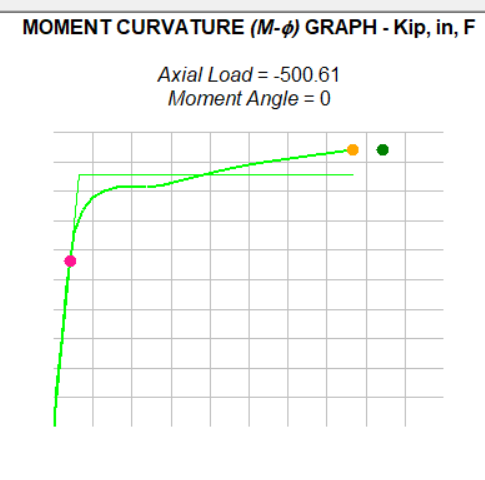 MOMENT CURVATURE (M-ϕ) GRAPH - Kip, in, F
Axial Load = -500.61
Moment Angle = 0